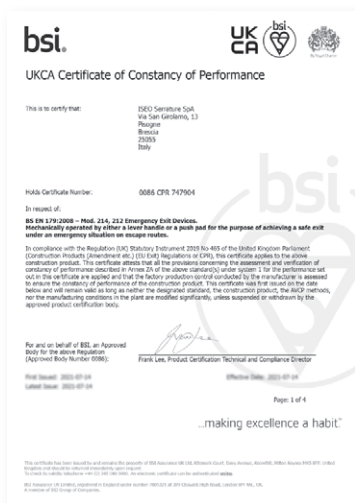 bsi.
UK
CA
bsi.
By Royal Charter
UKCA Certificate of Constancy of Performance
This is to certify that:
ISEO Serrature SpA
Via San Girolamo, 13
Pisogne
Brescia
25055
Italy
Holds Certificate Number:
0086 CPR 747904
In respect of:
BS EN 179:2008 – Mod. 214, 212 Emergency Exit Devices.
Mechanically operated by either a lever handle or a push pad for the purpose of achieving a safe exit
under an emergency situation on escape routes.
In compliance with the Regulation (UK) Statutory Instrument 2019 No 465 of the United Kingdom Parliament
(Construction Products (Amendment etc.) (EU Exit) Regulations or CPR), this certificate applies to the above
construction product. This certificate attests that all the provisions concerning the assessment and verification of
constancy of performance described in Annex ZA of the above standard(s) under system 1 for the performance set
out in this certificate are applied and that the factory production control conducted by the manufacturer is assessed
to ensure the constancy of performance of the construction product. This certificate was first issued on the date
below and will remain valid as long as neither the designated standard, the construction product, the AVCP methods,
nor the manufacturing conditions in the plant are modified significantly, unless suspended or withdrawn by the
approved product certification body.
For and on behalf of BSI, an Approved
Body for the above Regulation
(Approved Body Number 0086):
Frank Lee, Product Certification Technical and Compliance Director
First Issued: 2021-07-14
Effective Date: 2021-07-14
Latest Issue: 2021-07-14
Page: 1 of 4
...making excellence a habit.